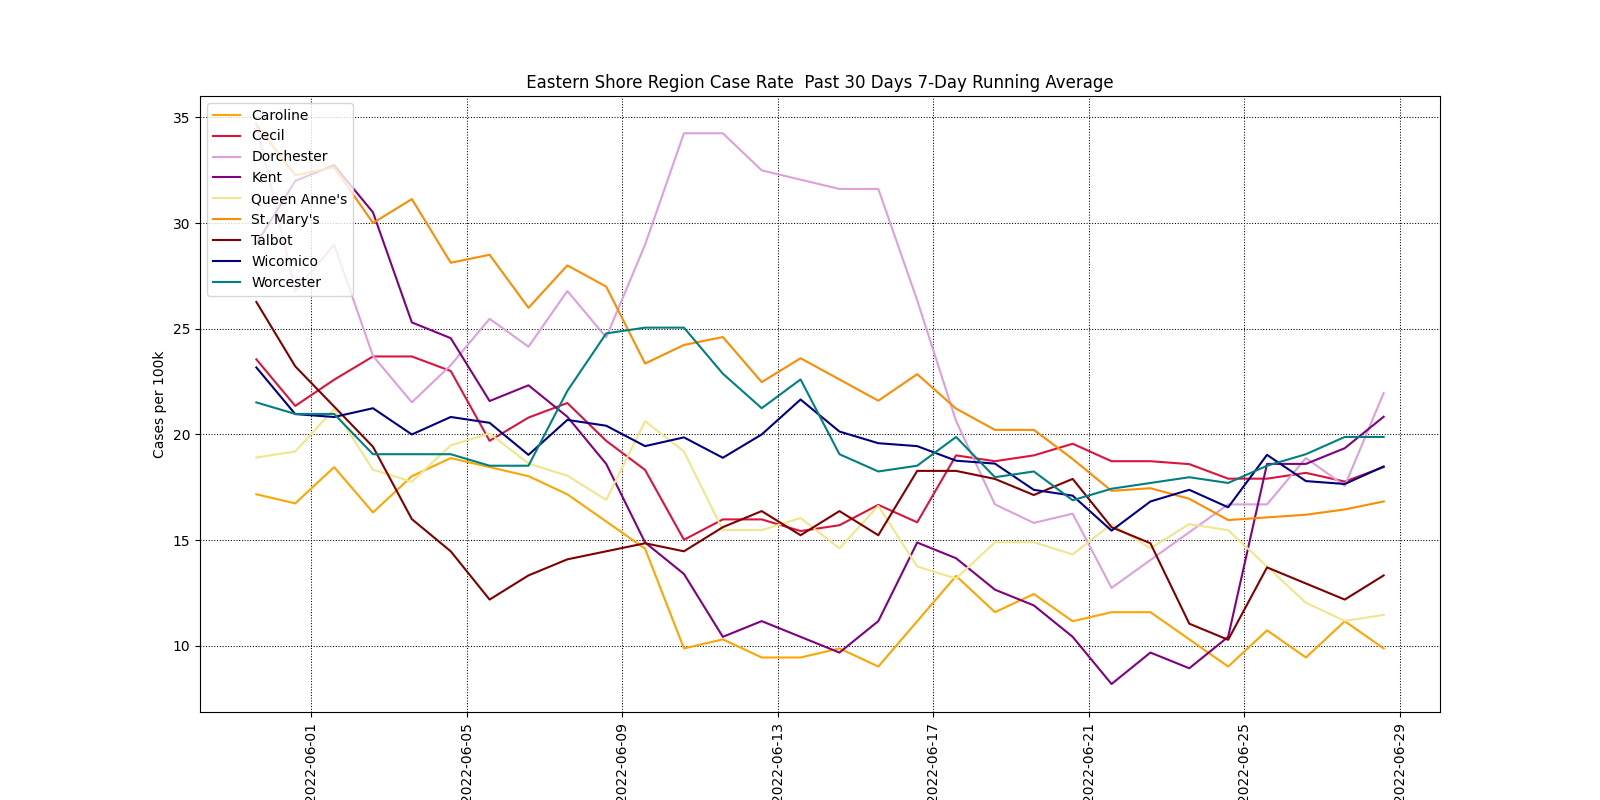 Eastern Shore Region Case Rate  Past 30 Days 7-Day Running Average
35
30
25
20
15
10
Cases per 100k
Caroline
Cecil
Dorchester
Kent
Queen Anne's
St. Mary's
Talbot
Wicomico
Worcester
2022-06-01
2022-06-05
2022-06-09
2022-06-13
2022-06-17
2022-06-21
2022-06-25
2022-06-29